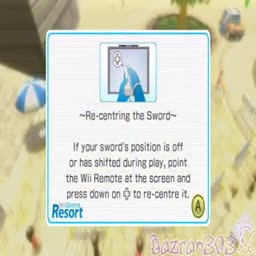 ~Re-centring the Sword~
If your sword's position is off
or has shifted during play, point
the Wii Remote at the screen and
press down on to re-centre it.
Wii Sports
Resort
A
Dazran303